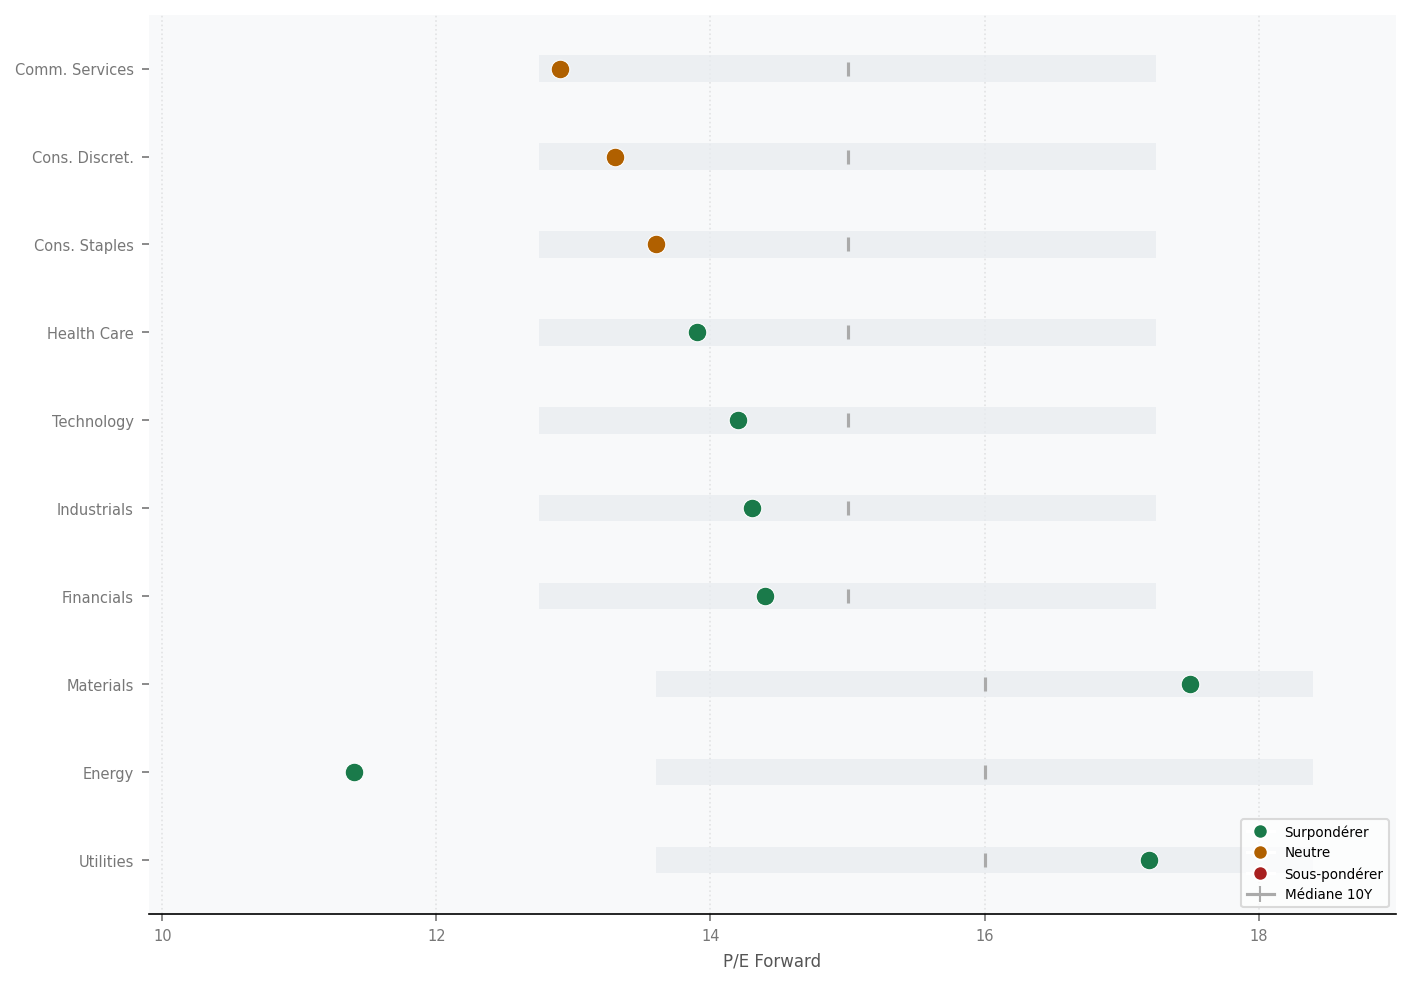 Comm. Services
Cons. Discret.
Cons. Staples
Health Care
Technology
Industrials
Financials
Materials
Energy
Utilities
Surpondérer
Neutre
Sous-pondérer
Médiane 10Y
10 12 14 16 18
P/E Forward